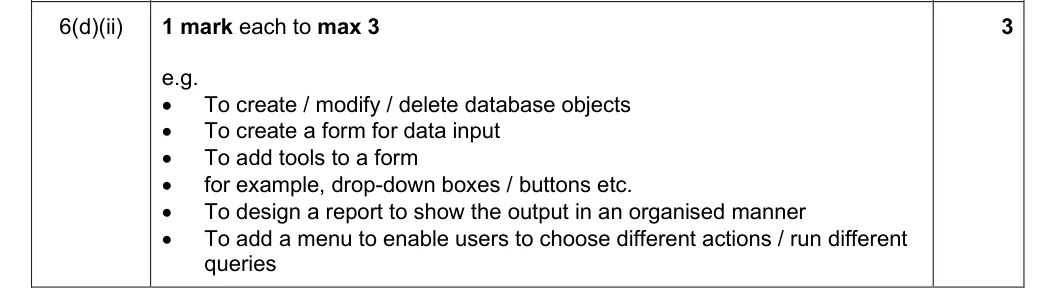 6(d)(ii) 1 mark each to max 3 3
e.g.
• To create / modify / delete database objects
• To create a form for data input
• To add tools to a form
• for example, drop-down boxes / buttons etc.
• To design a report to show the output in an organised manner
• To add a menu to enable users to choose different actions / run different
queries